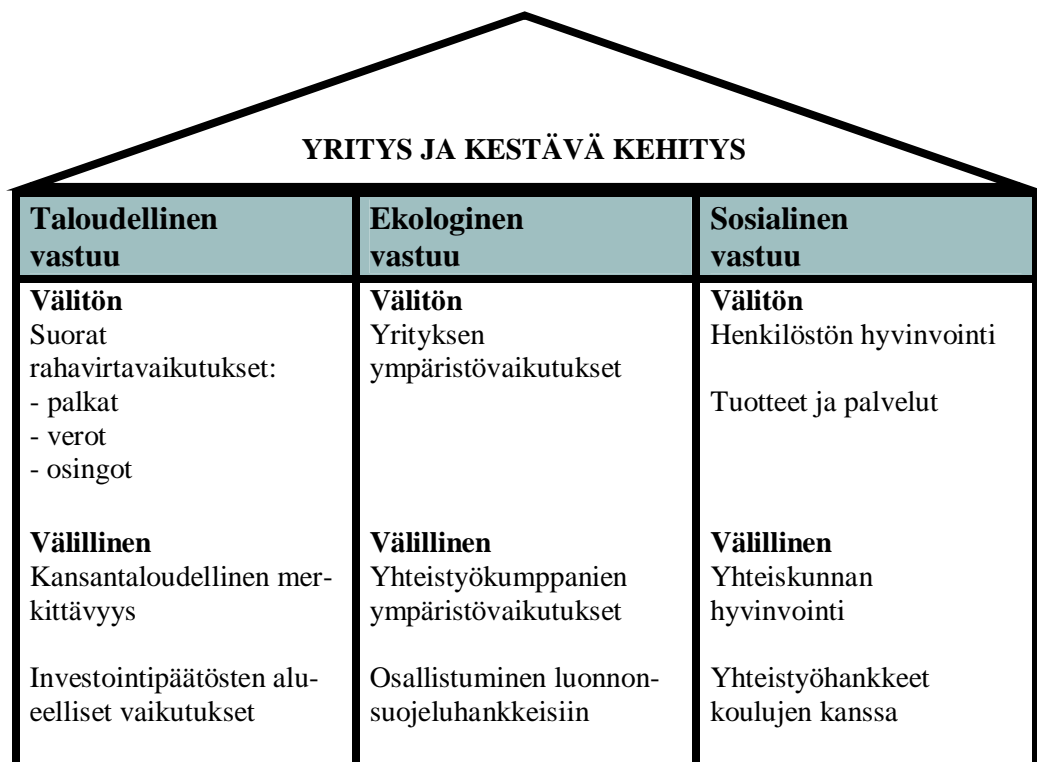 YRITYS JA KESTÄVÄ KEHITYS
Taloudellinen
vastuu
Välitön
Suorat
rahavirtavaikutukset:
- palkat
- verot
- osingot
Välillinen
Kansantaloudellinen mer-
kittävyys
Investointipäätösten alu-
eelliset vaikutukset
Ekologinen
vastuu
Välitön
Yrityksen
ympäristövaikutukset
Välillinen
Yhteistyökumppanien
ympäristövaikutukset
Osallistuminen luonnon-
suojeluhankkeisiin
Sosialinen
vastuu
Välitön
Henkilöstön hyvinvointi
Tuotteet ja palvelut
Välillinen
Yhteiskunnan
hyvinvointi
Yhteistyöhankkeet
koulujen kanssa